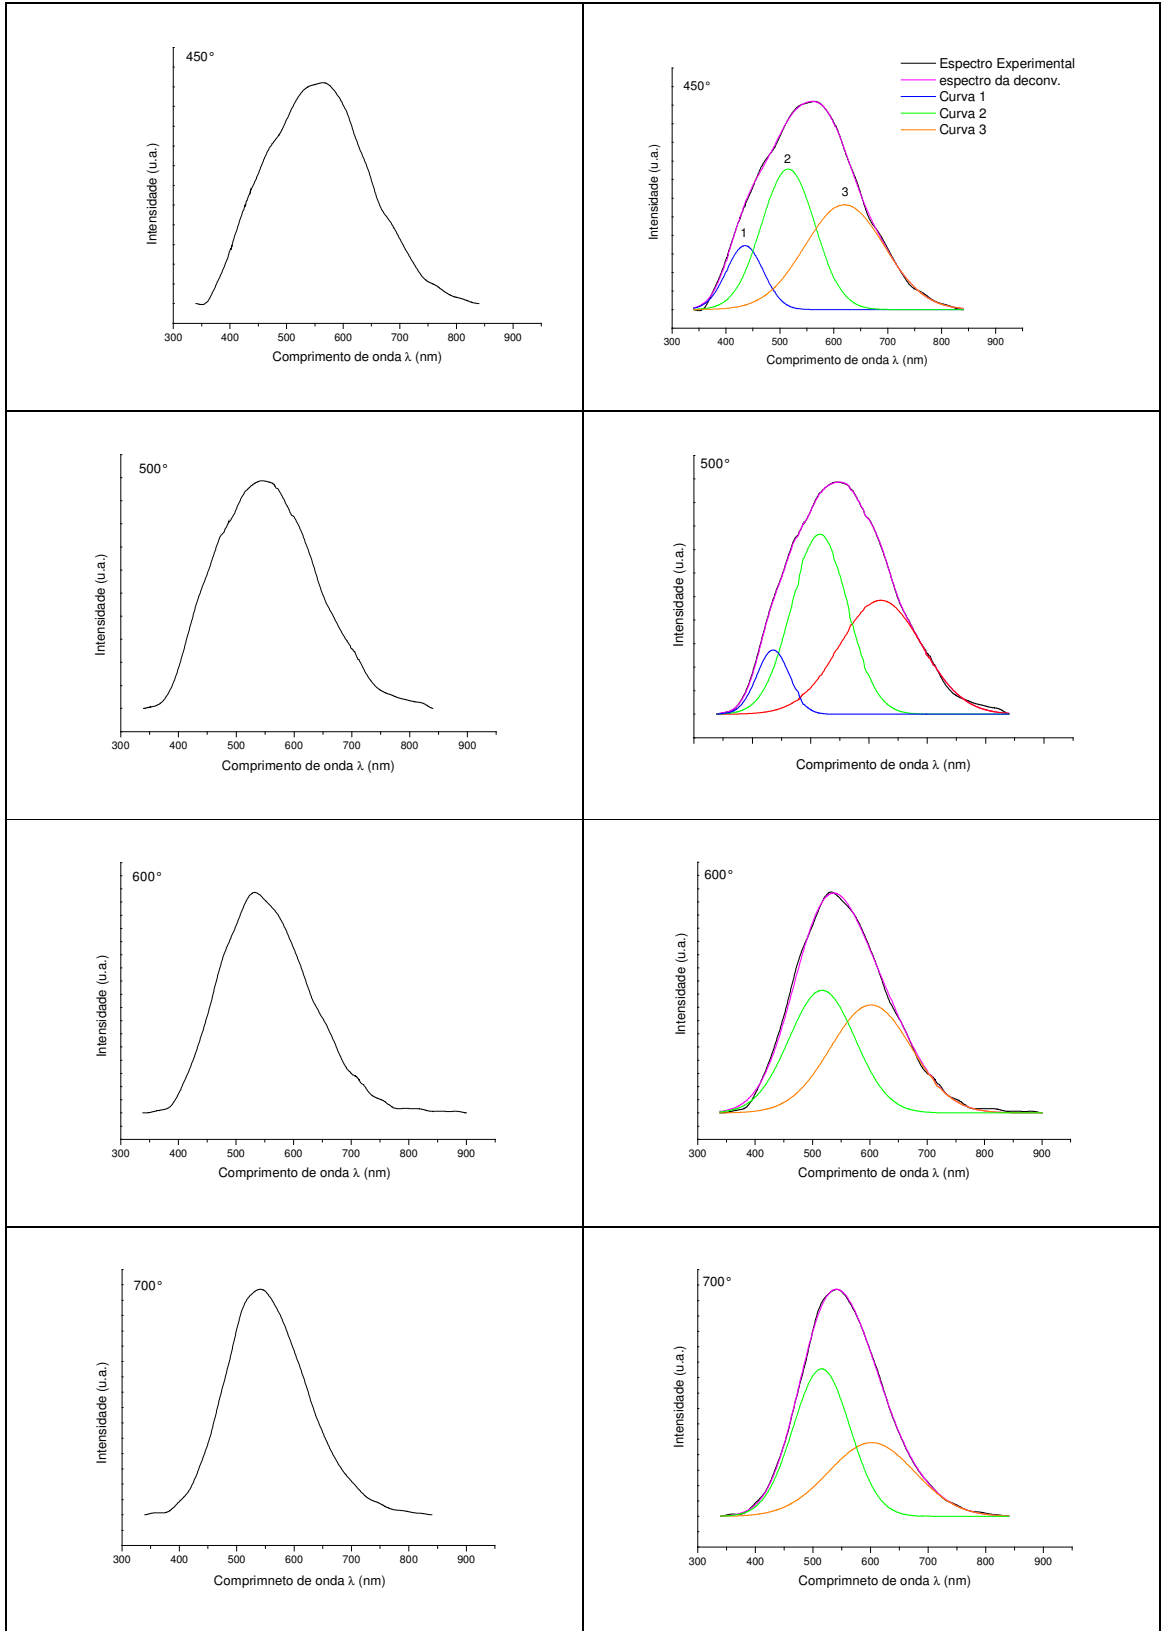 450°
Intensidade (u.a.)
300 400 500 600 700 800 900
Comprimento de onda λ (nm)
450°
Espectro Experimental
espectro da deconv.
Curva 1
Curva 2
Curva 3
1
2
3
Intensidade (u.a.)
300 400 500 600 700 800 900
Comprimento de onda λ (nm)
500°
Intensidade (u.a.)
300 400 500 600 700 800 900
Comprimento de onda λ (nm)
500°
Intensidade (u.a.)
Comprimento de onda λ (nm)
600°
Intensidade (u.a.)
300 400 500 600 700 800 900
Comprimento de onda λ (nm)
600°
Intensidade (u.a.)
300 400 500 600 700 800 900
Comprimento de onda λ (nm)
700°
Intensidade (u.a.)
300 400 500 600 700 800 900
Comprimneto de onda λ (nm)
700°
Intensidade (u.a.)
300 400 500 600 700 800 900
Comprimneto de onda λ (nm)